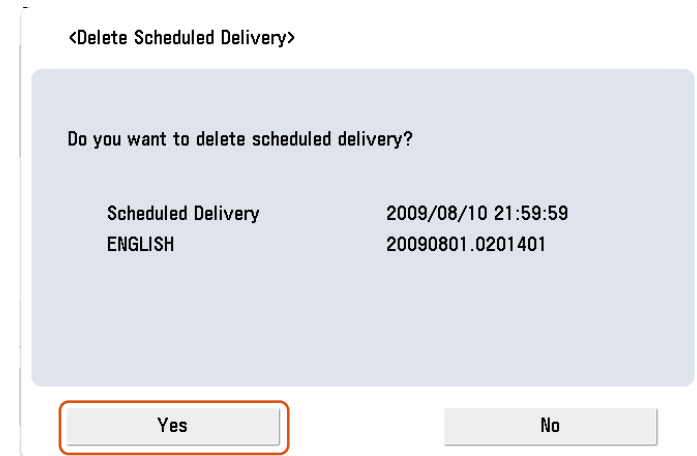 <Delete Scheduled Delivery>
Do you want to delete scheduled delivery?
Scheduled Delivery 2009/08/10 21:59:59
ENGLISH 20090801.0201401
Yes No